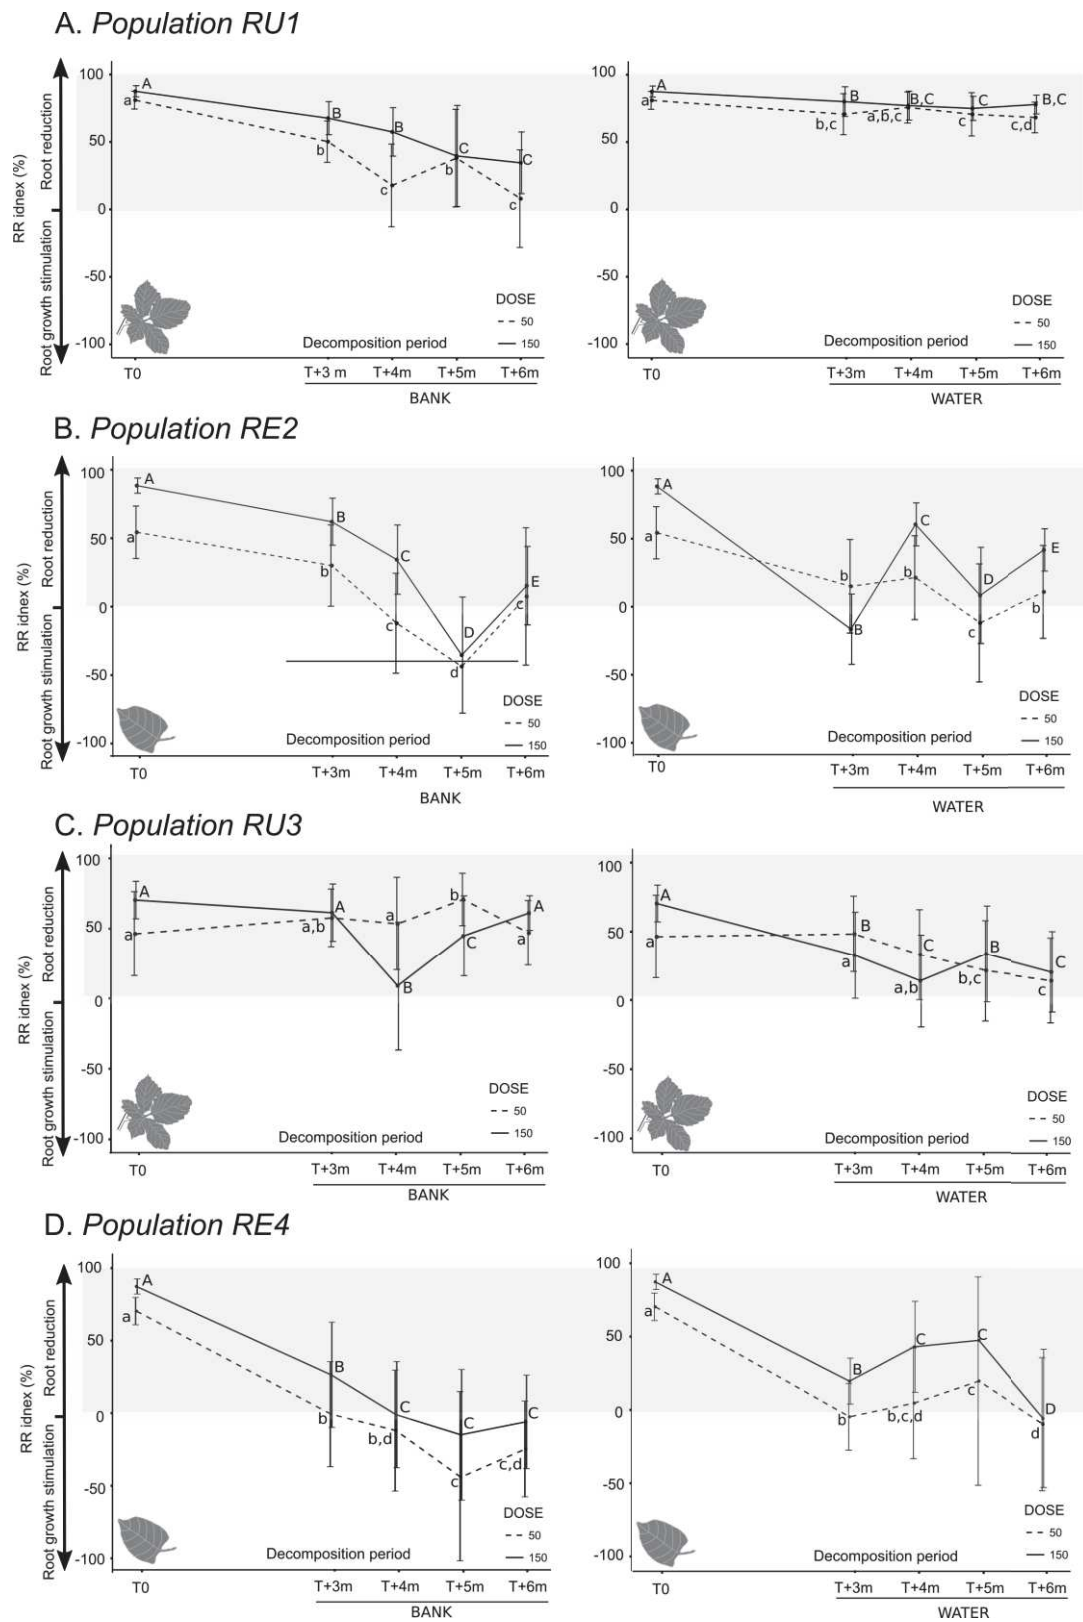 A. Population RU1
Root reduction
Root growth stimulation
RR idnex (%)
100
50
0
-50
-100
A
a
B
b
B
c
C
b
C
c
DOSE
50
150
Decomposition period
T0
T+3 m
T+4m
T+5m
T+6m
BANK
100
50
0
-50
-100
A
a
B
b,c
B,C
a,b,c
C
c
B,C
c,d
DOSE
50
150
Decomposition period
T0
T+3m
T+4m
T+5m
T+6m
WATER
B. Population RE2
Root reduction
Root growth stimulation
RR idnex (%)
100
50
0
-50
-100
A
a
B
b
C
c
D
d
E
c
DOSE
50
150
Decomposition period
T0
T+3m
T+4m
T+5m
T+6m
BANK
100
50
0
-50
-100
A
a
b
B
C
b
D
c
E
b
DOSE
50
150
Decomposition period
T0
T+3m
T+4m
T+5m
T+6m
WATER
C. Population RU3
Root reduction
Root growth stimulation
RR idnex (%)
100
50
0
-50
-100
A
a
A
a,b
a
B
b
C
A
a
DOSE
50
150
Decomposition period
T0
T+3m
T+4m
T+5m
T+6m
BANK
100
50
0
-50
-100
A
a
B
a
C
a,b
B
b,c
C
c
DOSE
50
150
Decomposition period
T0
T+3m
T+4m
T+5m
T+6m
WATER
D. Population RE4
Root reduction
Root growth stimulation
RR idnex (%)
100
50
0
-50
-100
A
a
B
b
C
b,d
C
c
C
c,d
DOSE
50
150
Decomposition period
T0
T+3m
T+4m
T+5m
T+6m
BANK
100
50
0
-50
-100
A
a
B
b
C
b,c,d
C
c
D
d
DOSE
50
150
Decomposition period
T0
T+3m
T+4m
T+5m
T+6m
WATER